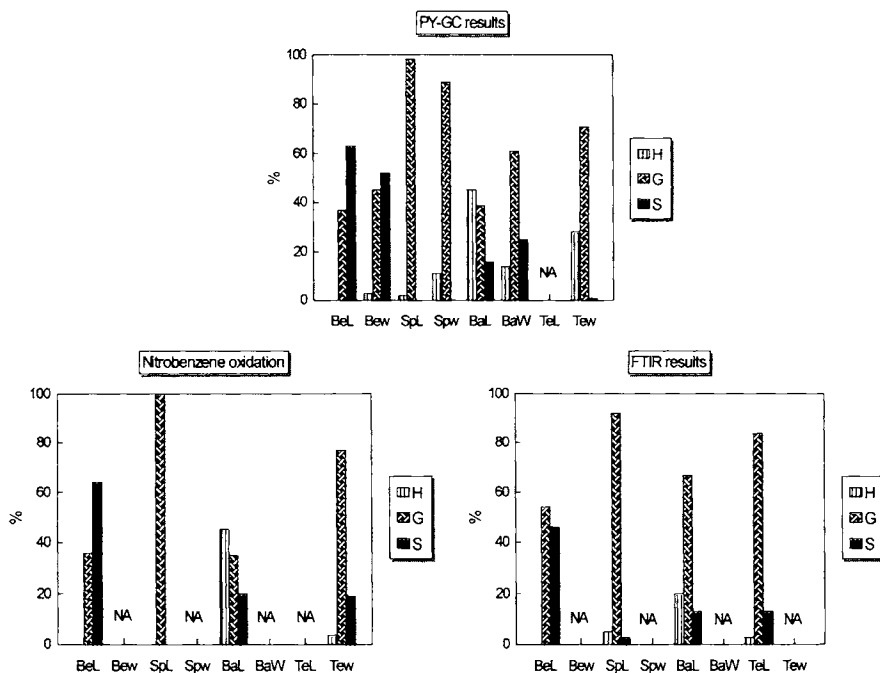 PY-GC results
100
80
60
40
20
0
%
NA
BeL Bew SpL Spw BaL BaW TeL Tew
H
G
S
Nitrobenzene oxidation
100
80
60
40
20
0
%
NA NA NA NA
BeL Bew SpL Spw BaL BaW TeL Tew
H
G
S
FTIR results
100
80
60
40
20
0
%
NA NA NA NA
BeL Bew SpL Spw BaL BaW TeL Tew
H
G
S